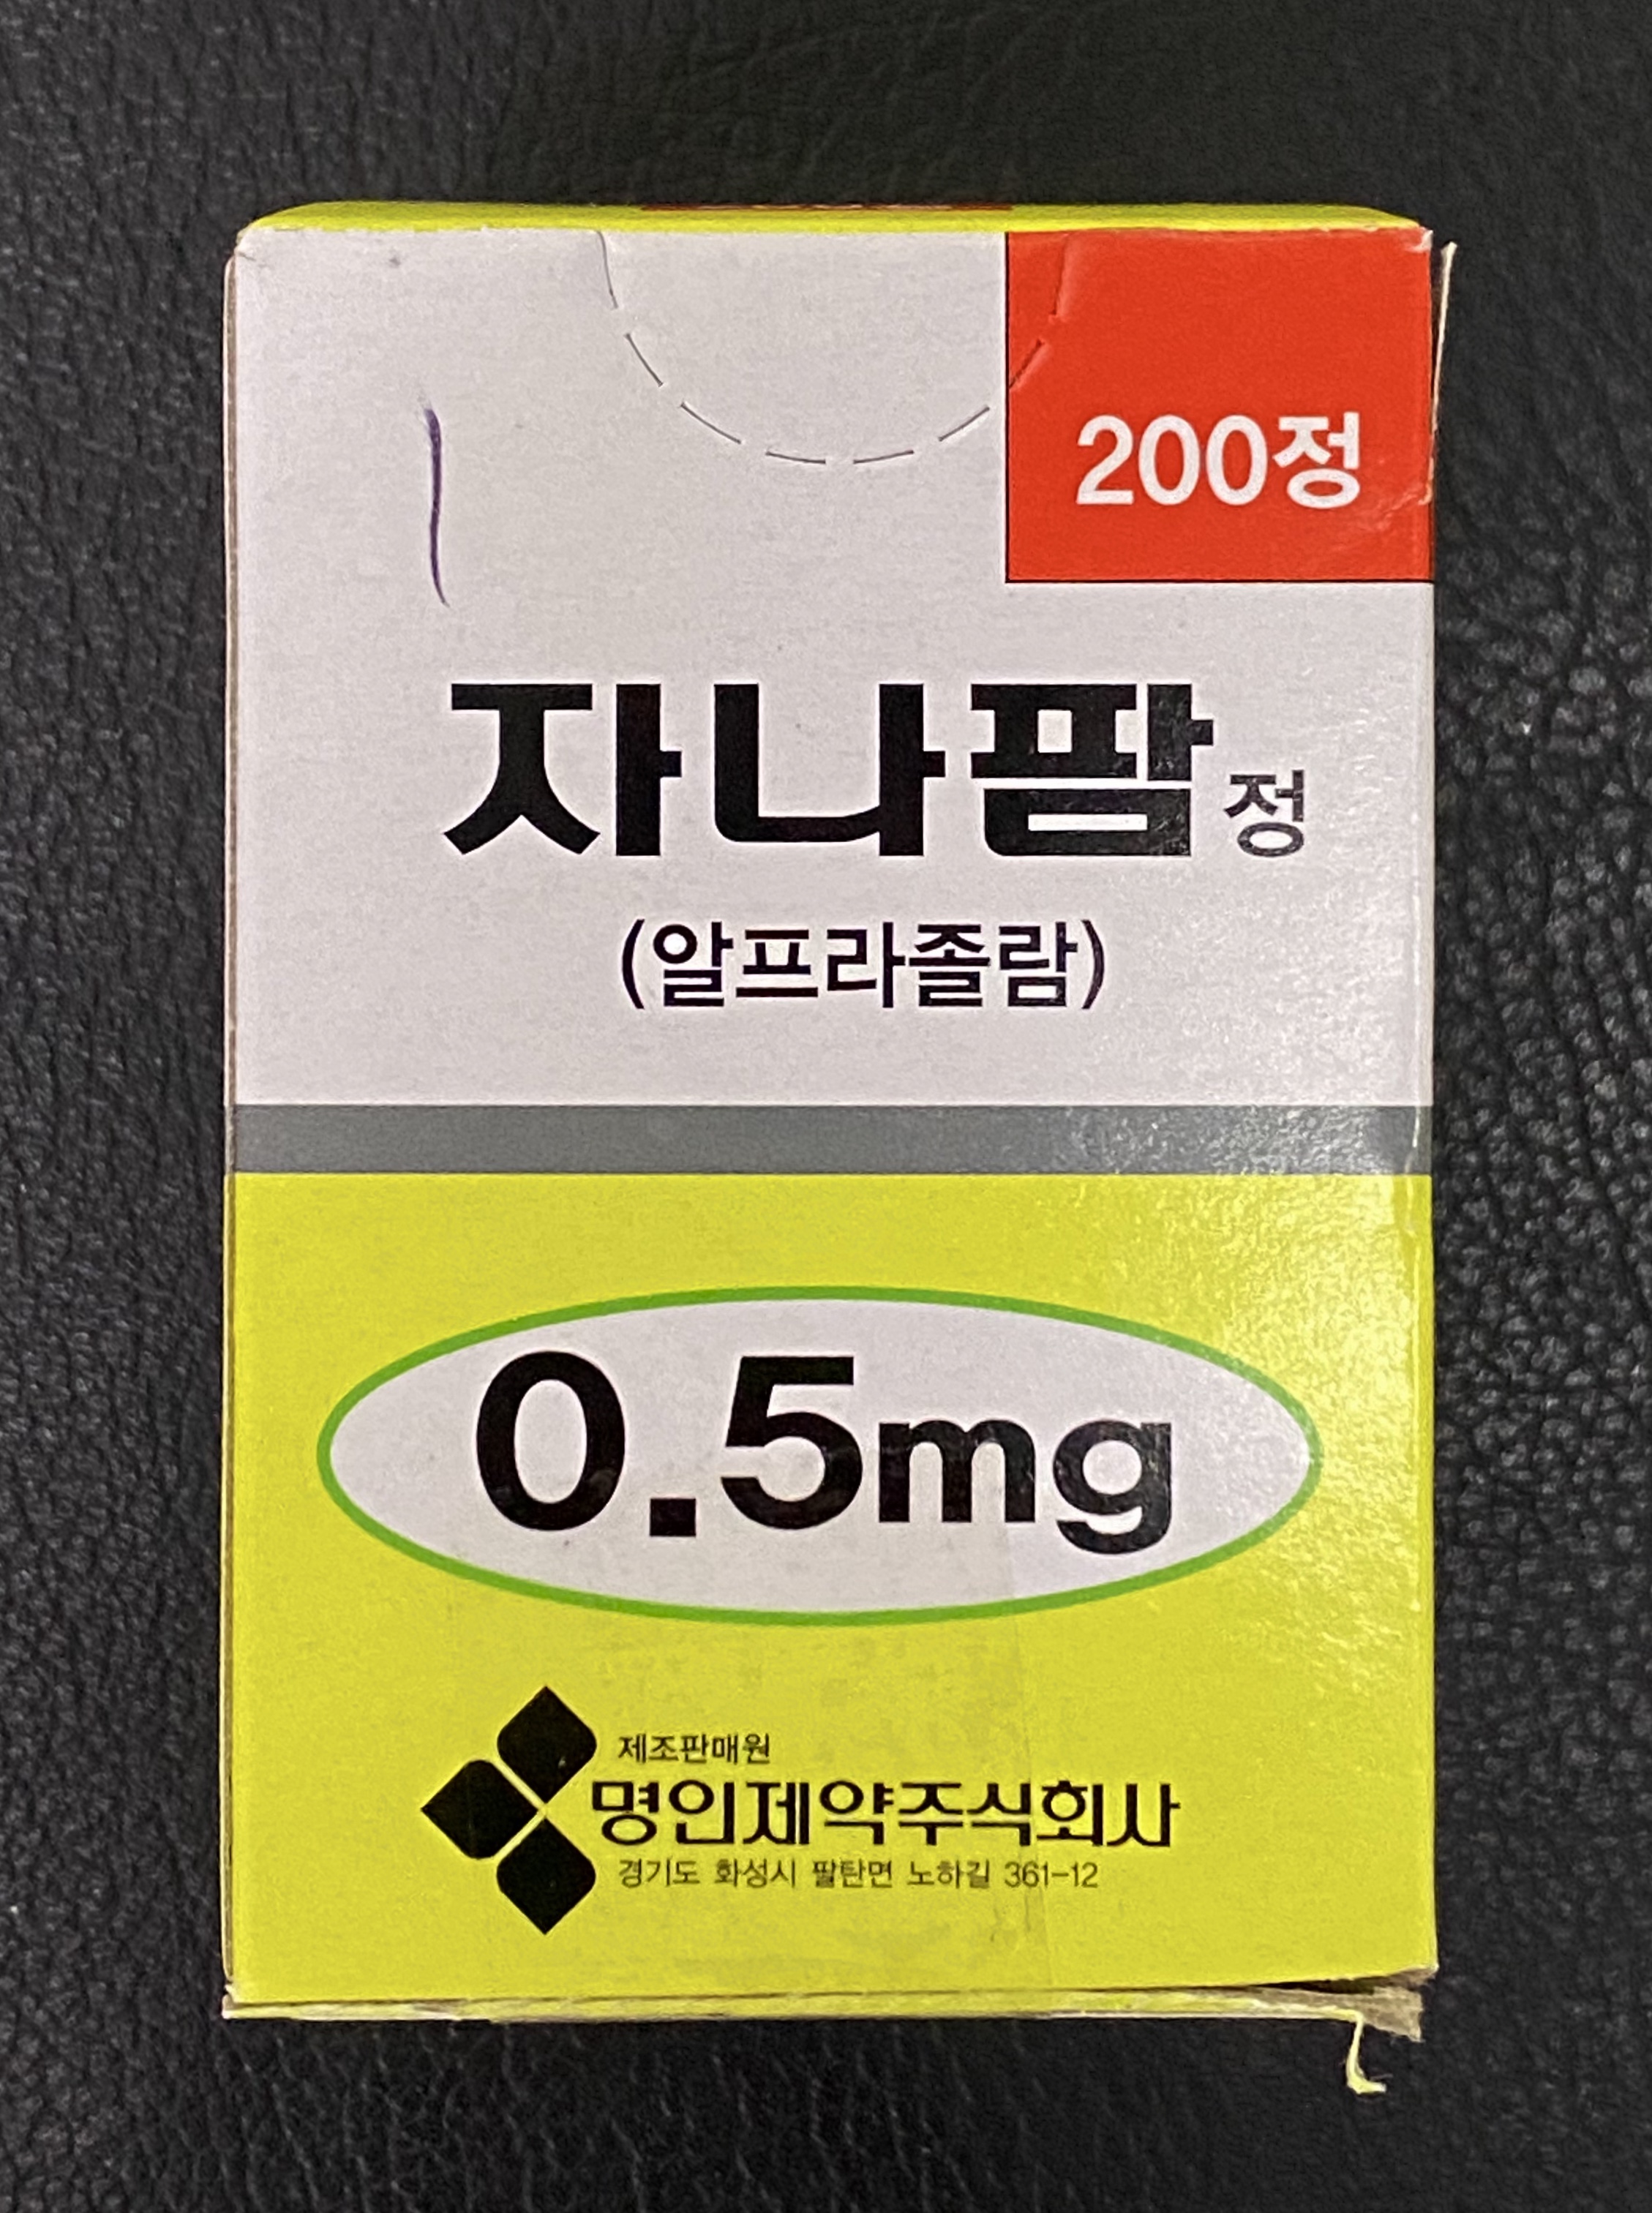 200정
자나팜정
(알프라졸람)
0.5mg
제조판매원
명인제약주식회사
경기도 화성시 팔탄면 노하길 361-12